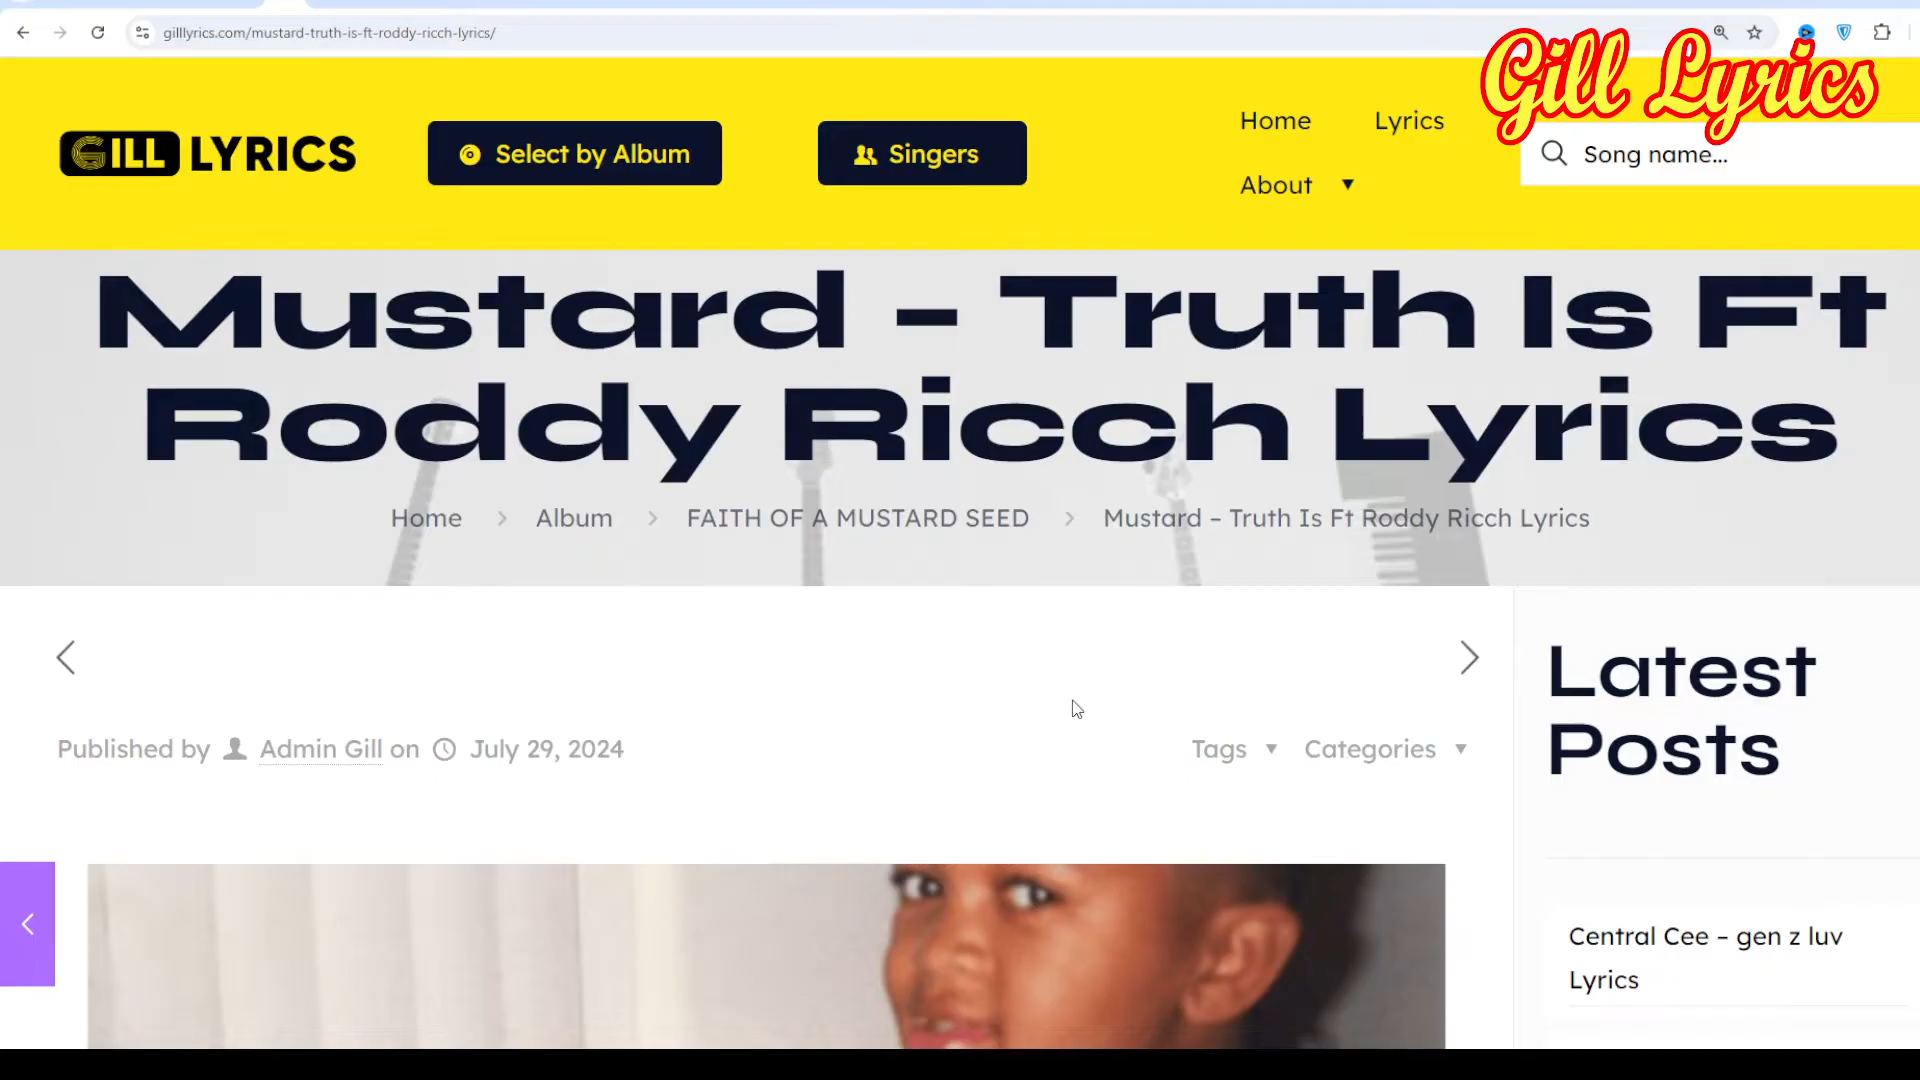 gilllyrics.com/mustard-truth-is-ft-roddy-ricch-lyrics/
Gill Lyrics
GILL LYRICS
Select by Album
Singers
Home
Lyrics
About
Song name...
Mustard – Truth Is Ft
Roddy Ricch Lyrics
Home > Album > FAITH OF A MUSTARD SEED > Mustard – Truth Is Ft Roddy Ricch Lyrics
Published by Admin Gill on July 29, 2024
Tags
Categories
Latest
Posts
Central Cee – gen z luv
Lyrics